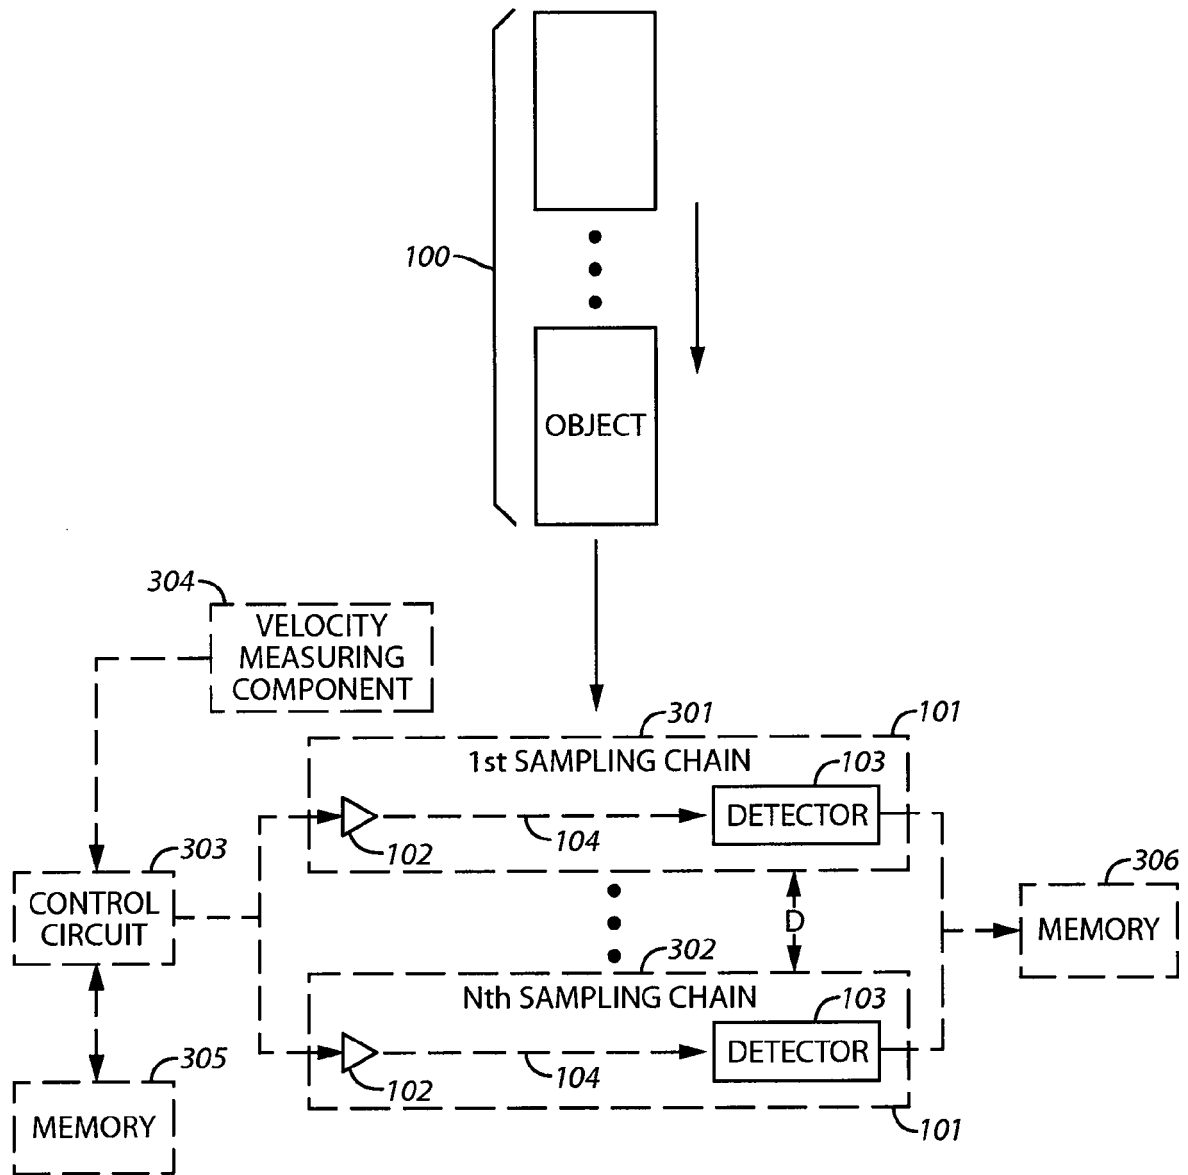 100
OBJECT
304
VELOCITY
MEASURING
COMPONENT
301
101
1st SAMPLING CHAIN
103
DETECTOR
102
104
303
CONTROL
CIRCUIT
306
MEMORY
D
302
Nth SAMPLING CHAIN
103
DETECTOR
102
104
305
MEMORY
101